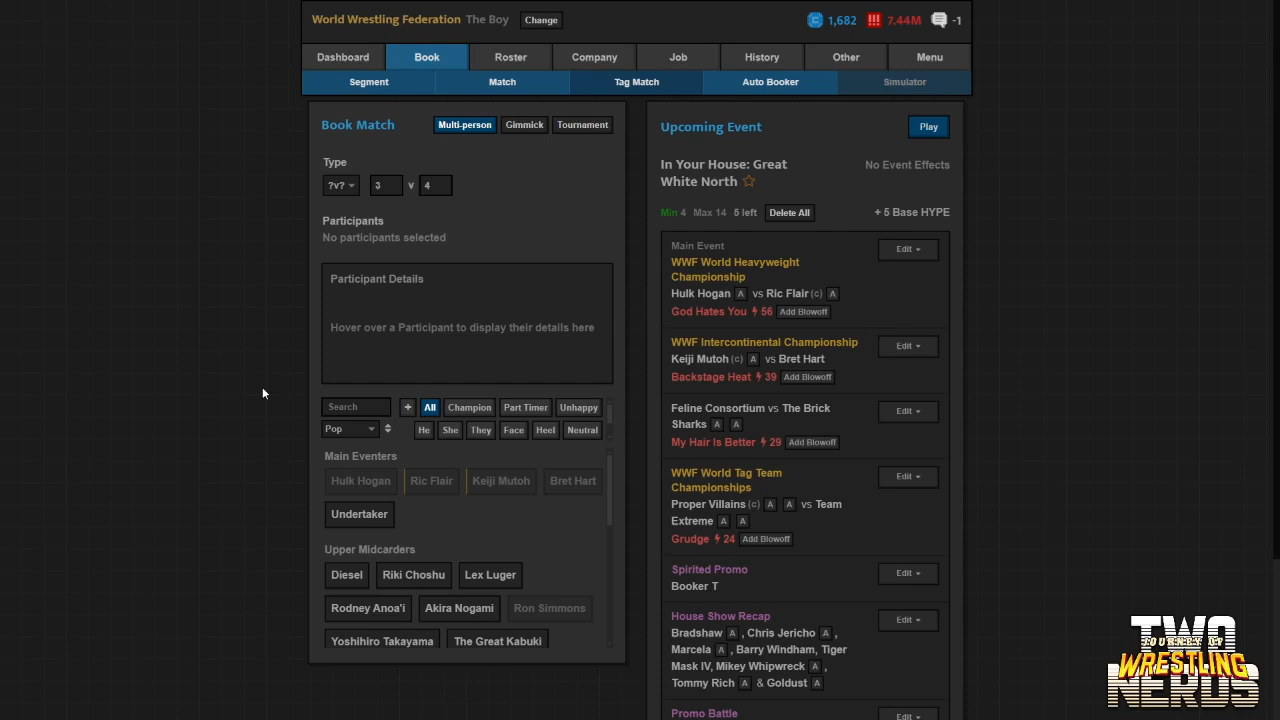 World Wrestling Federation The Boy Change
1,682 7.44M -1
Dashboard Book Roster Company Job History Other Menu
Segment Match Tag Match Auto Booker Simulator
Book Match Multi-person Gimmick Tournament
Type
?v? 3 v 4
Participants
No participants selected
Participant Details
Hover over a Participant to display their details here
Search + All Champion Part Timer Unhappy
Pop He She They Face Heel Neutral
Main Eventers
Hulk Hogan Ric Flair Keiji Mutoh Bret Hart
Undertaker
Upper Midcarders
Diesel Riki Choshu Lex Luger
Rodney Anoa'i Akira Nogami Ron Simmons
Yoshihiro Takayama The Great Kabuki
Upcoming Event Play
In Your House: Great
White North
No Event Effects
Min 4 Max 14 5 left Delete All + 5 Base HYPE
Main Event
Edit
WWF World Heavyweight
Championship
Hulk Hogan A vs Ric Flair (c) A
God Hates You 56 Add Blowoff
WWF Intercontinental Championship
Edit
Keiji Mutoh (c) A vs Bret Hart
Backstage Heat 39 Add Blowoff
Feline Consortium vs The Brick
Edit
Sharks A A
My Hair Is Better 29 Add Blowoff
WWF World Tag Team
Edit
Championships
Proper Villains (c) A A vs Team
Extreme A A
Grudge 24 Add Blowoff
Spirited Promo
Edit
Booker T
House Show Recap
Edit
Bradshaw A , Chris Jericho A ,
Marcela A , Barry Windham, Tiger
Mask IV, Mikey Whipwreck A ,
Tommy Rich A & Goldust A
Promo Battle
Edit
TWO
JOURNEY OF
WRESTLING
NERDS